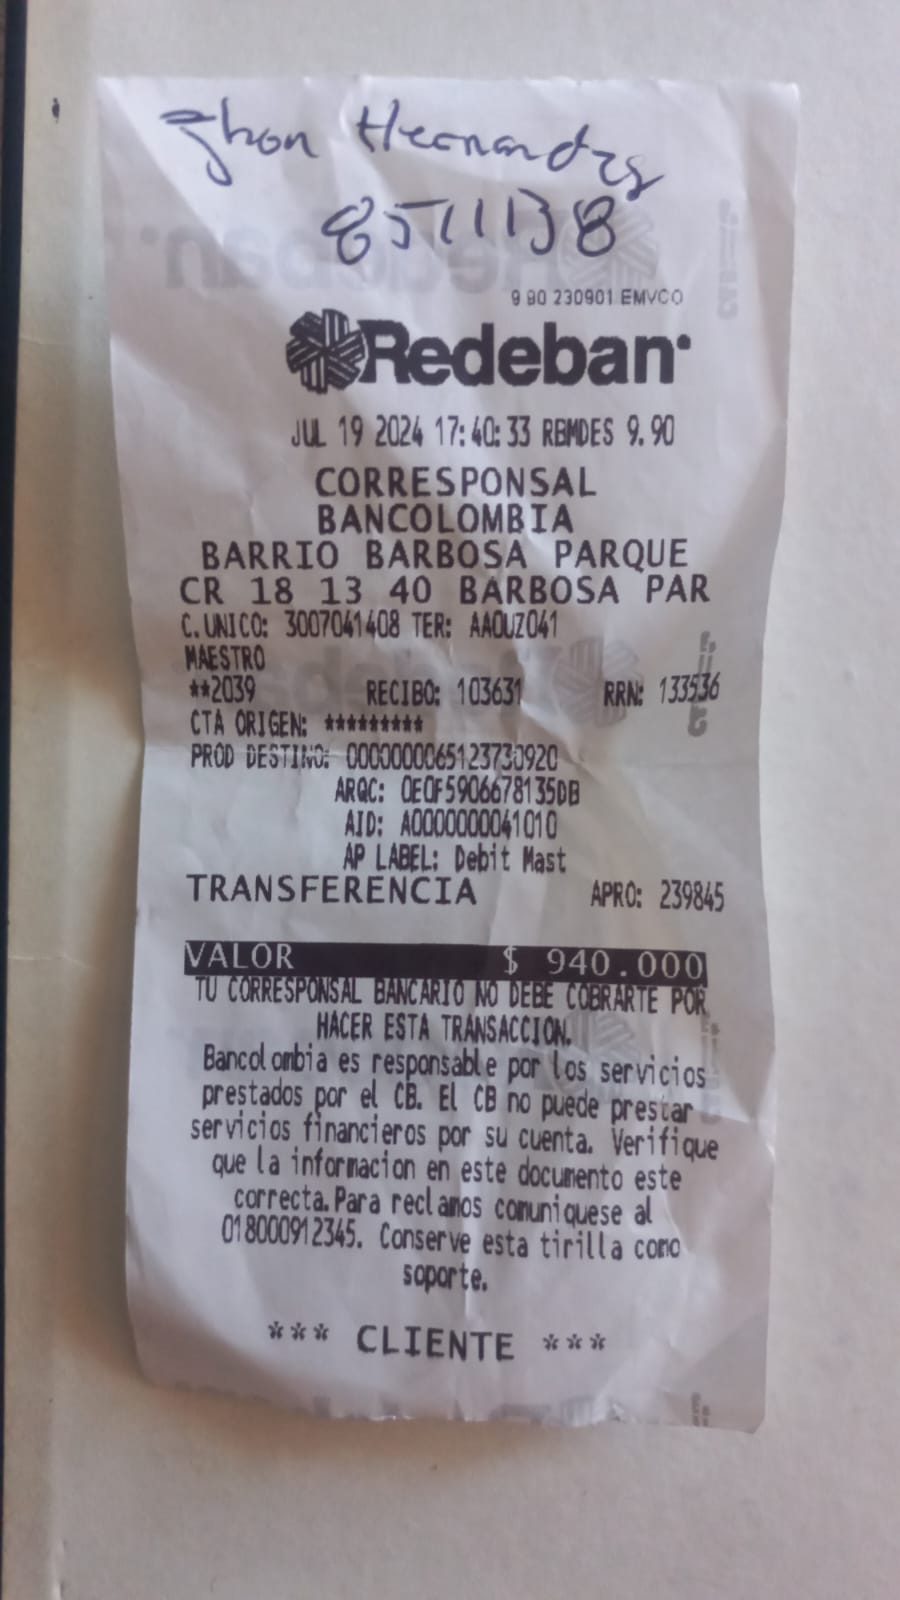 Jhon Hernandez
8511138
9 90 230901 EMVCO
Redeban
JUL 19 2024 17:40:33 RBMDES 9.90
CORRESPONSAL
BANCOLOMBIA
BARRIO BARBOSA PARQUE
CR 18 13 40 BARBOSA PAR
C.UNICO: 3007041408 TER: AAOUZ041
MAESTRO
**2039 RECIBO: 103631 RRN: 133536
CTA ORIGEN: *********
PROD DESTINO: 0000000065123730920
ARQC: 0E0F5906678135DB
AID: A0000000041010
AP LABEL: Debit Mast
TRANSFERENCIA APRO: 239845
VALOR $ 940.000
TU CORRESPONSAL BANCARIO NO DEBE COBRARTE POR
HACER ESTA TRANSACCION.
Bancolombia es responsable por los servicios
prestados por el CB. El CB no puede prestar
servicios financieros por su cuenta. Verifique
que la informacion en este documento este
correcta.Para reclamos comuniquese al
018000912345. Conserve esta tirilla como
soporte.
*** CLIENTE ***